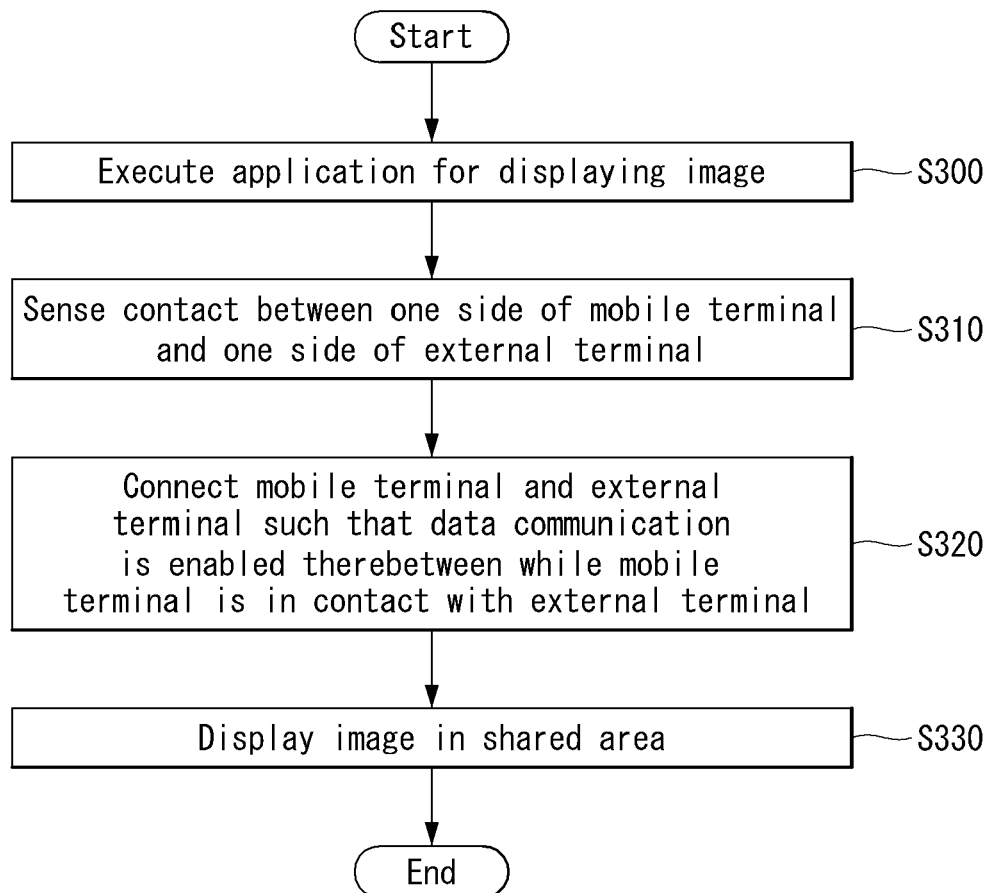 Start
Execute application for displaying image
S300
Sense contact between one side of mobile terminal
and one side of external terminal
S310
Connect mobile terminal and external
terminal such that data communication
is enabled therebetween while mobile
terminal is in contact with external terminal
S320
Display image in shared area
S330
End